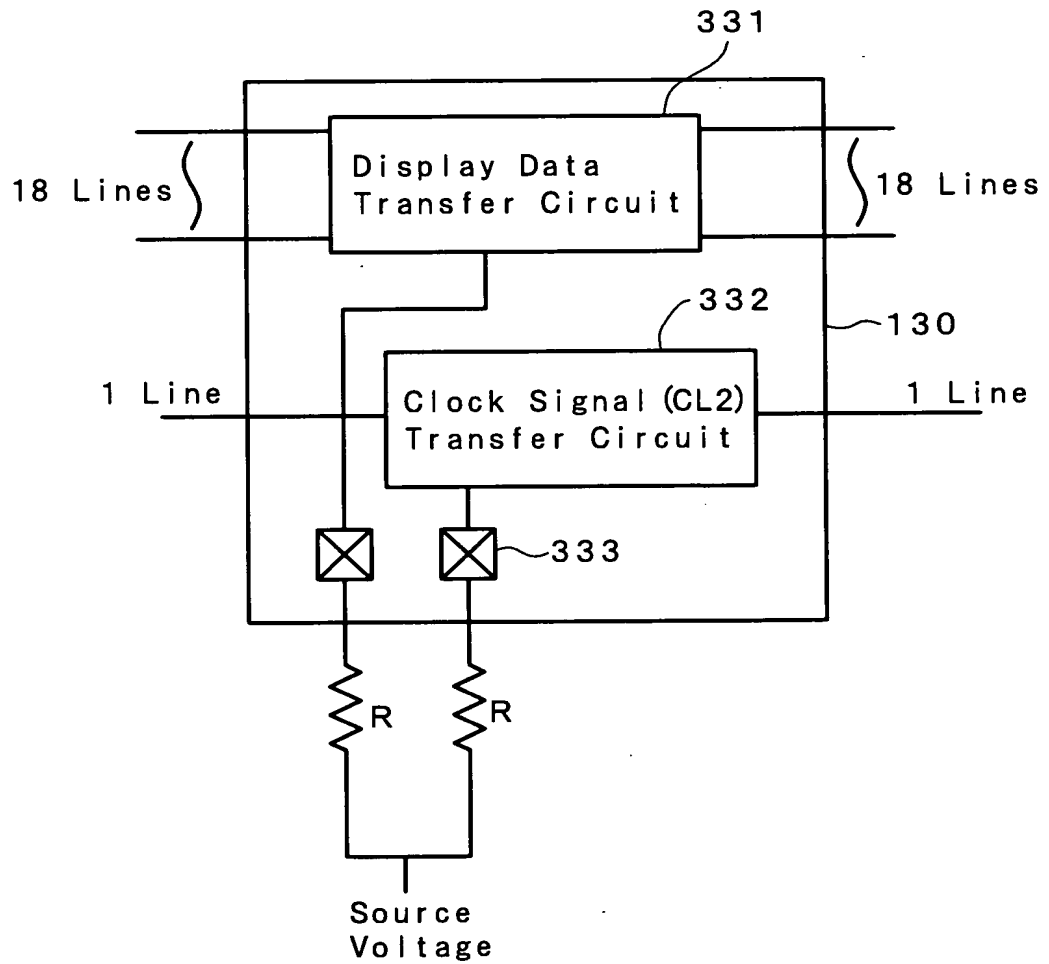 331
Display Data
Transfer Circuit
18 Lines
18 Lines
332
130
1 Line
Clock Signal (CL2)
Transfer Circuit
1 Line
333
R
R
Source
Voltage